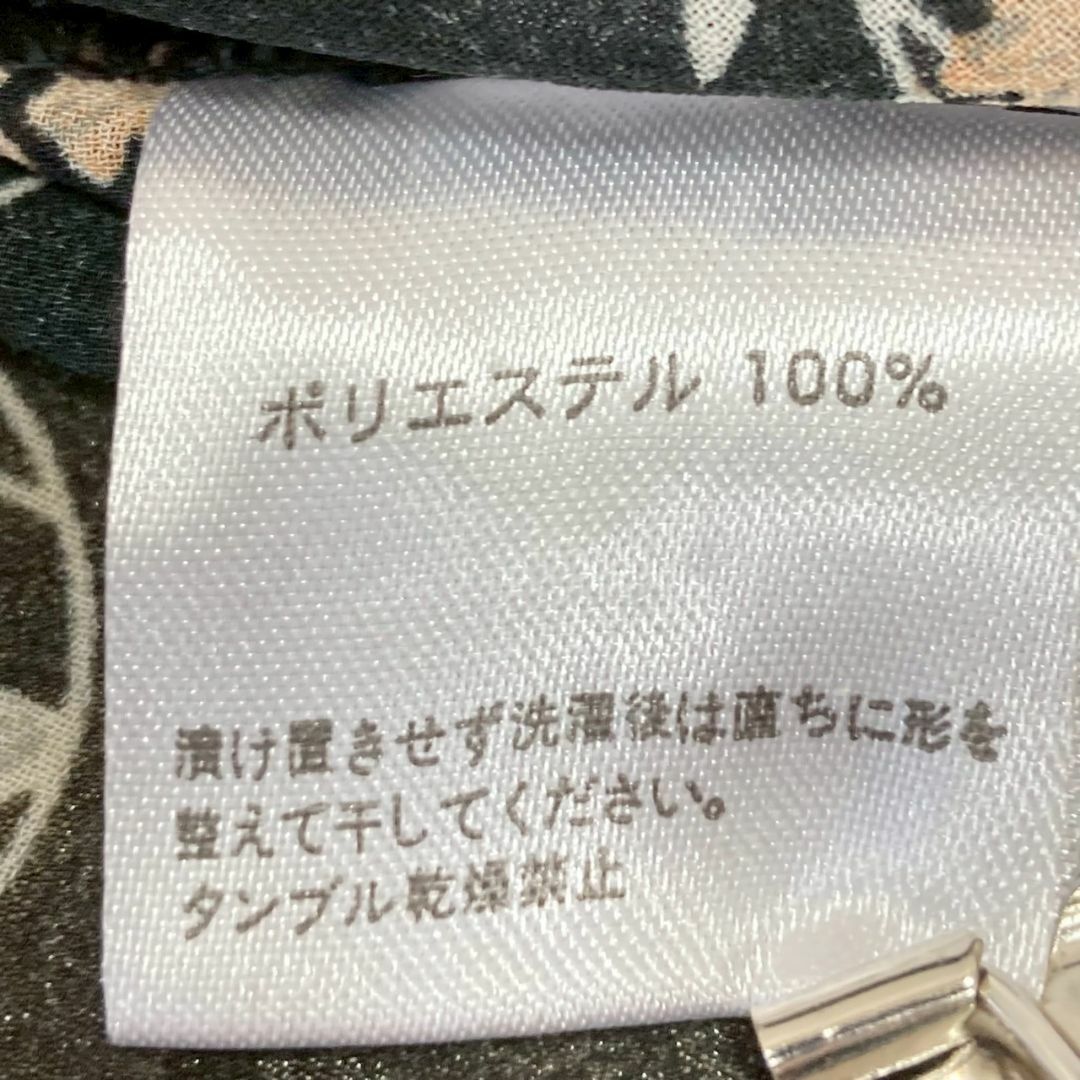 ポリエステル 100%
漬け置きせず洗濯後は直ちに形を
整えて干してください。
タンブル乾燥禁止